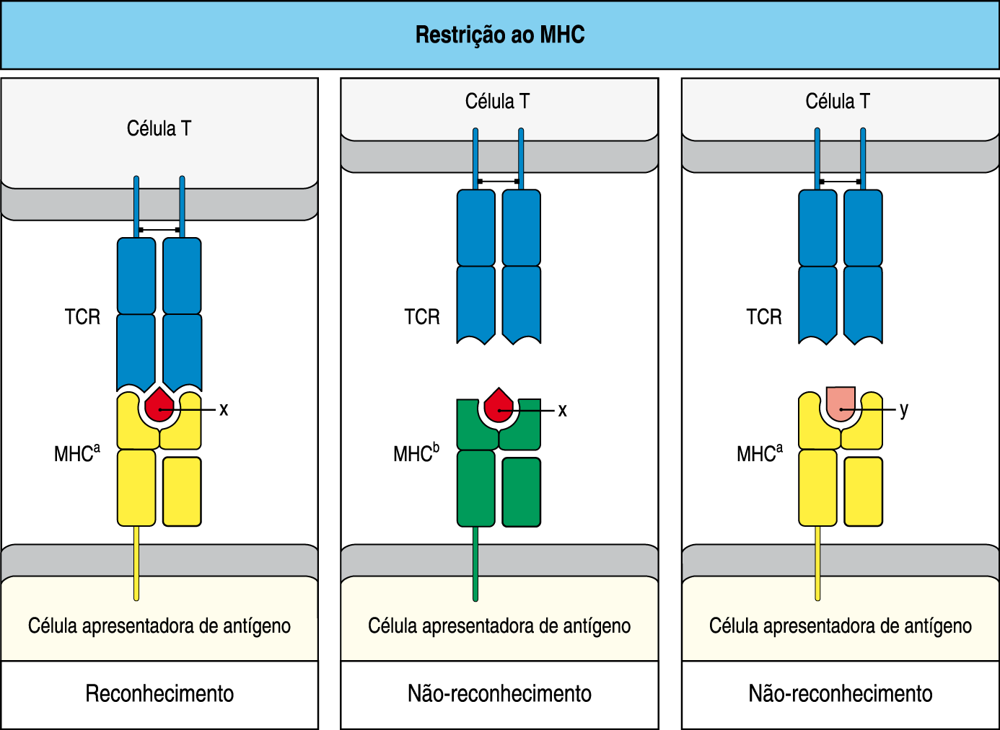 Restrição ao MHC
Célula T
TCR
x
MHCa
Célula apresentadora de antígeno
Reconhecimento
Célula T
TCR
x
MHCb
Célula apresentadora de antígeno
Não-reconhecimento
Célula T
TCR
y
MHCa
Célula apresentadora de antígeno
Não-reconhecimento